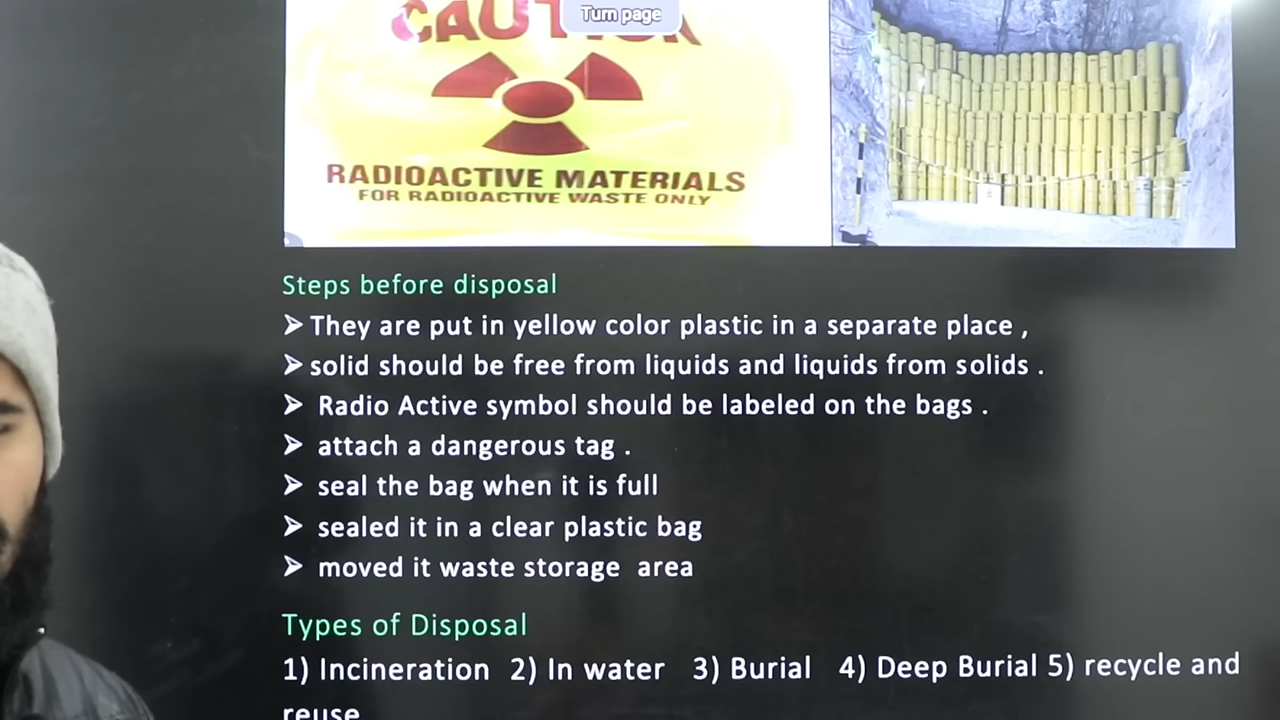 CAUTION
Turn page
RADIOACTIVE MATERIALS
FOR RADIOACTIVE WASTE ONLY
Steps before disposal
➢ They are put in yellow color plastic in a separate place ,
➢ solid should be free from liquids and liquids from solids .
➢ Radio Active symbol should be labeled on the bags .
➢ attach a dangerous tag .
➢ seal the bag when it is full
➢ sealed it in a clear plastic bag
➢ moved it waste storage area
Types of Disposal
1) Incineration 2) In water 3) Burial 4) Deep Burial 5) recycle and
reuse